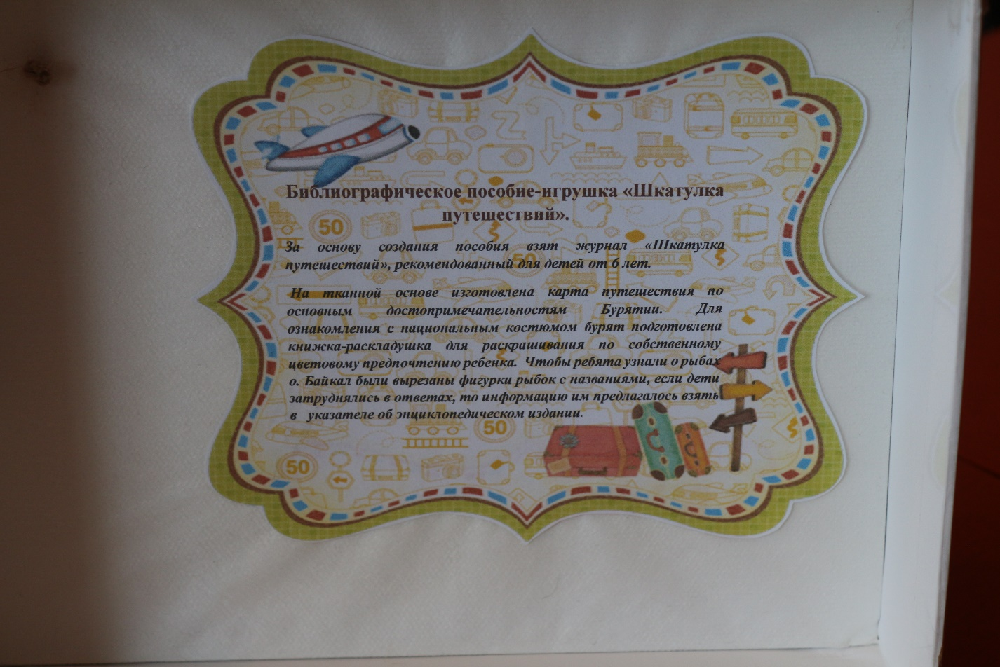 Библиографическое пособие-игрушка «Шкатулка
путешествий».
За основу создания пособия взят журнал «Шкатулка
путешествий», рекомендованный для детей от 6 лет.
На тканной основе изготовлена карта путешествия по
основным достопримечательностям Бурятии. Для
ознакомления с национальным костюмом бурят подготовлена
книжка-раскладушка для раскрашивания по собственному
цветовому предпочтению ребенка. Чтобы ребята узнали о рыбах
о. Байкал были вырезаны фигурки рыбок с названиями, если дети
затруднялись в ответах, то информацию им предлагалось взять
в указателе об энциклопедическом издании.
50
50
50
50